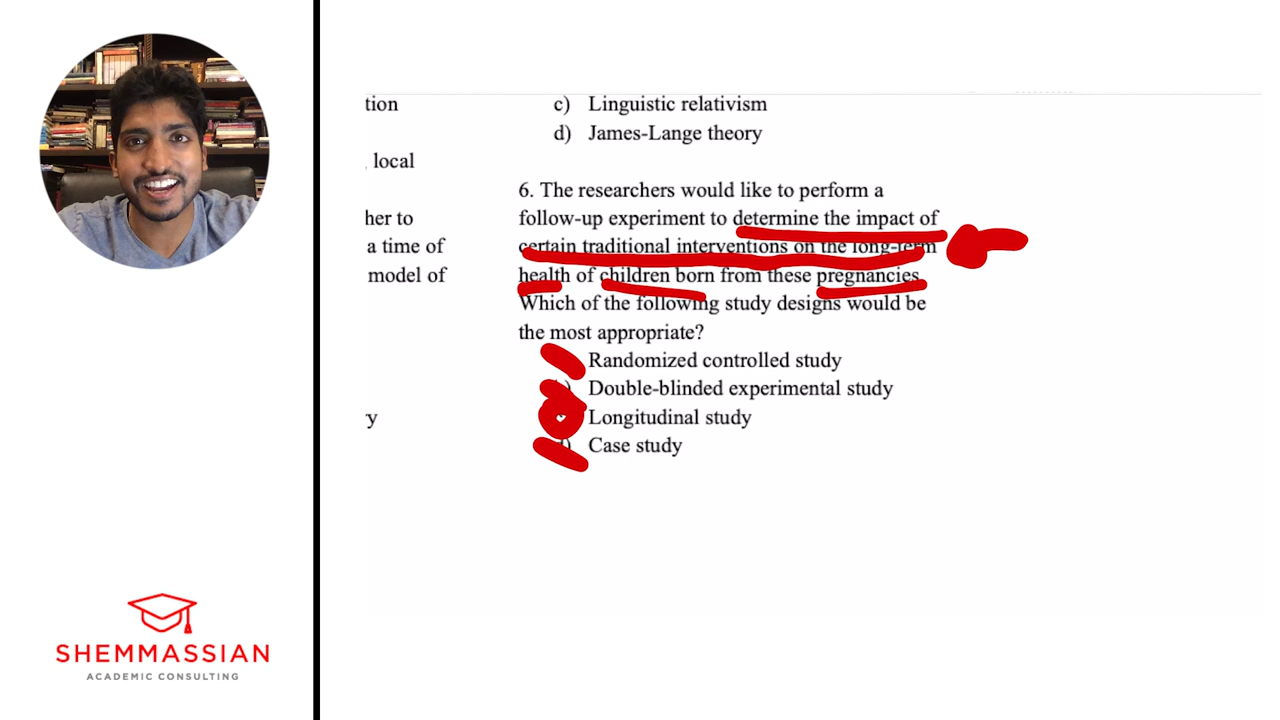 tion
local
her to
a time of
model of
y
c) Linguistic relativism
d) James-Lange theory
6. The researchers would like to perform a
follow-up experiment to determine the impact of
certain traditional interventions on the long-term
health of children born from these pregnancies.
Which of the following study designs would be
the most appropriate?
Randomized controlled study
) Double-blinded experimental study
Longitudinal study
) Case study
SHEMMASSIAN
ACADEMIC CONSULTING